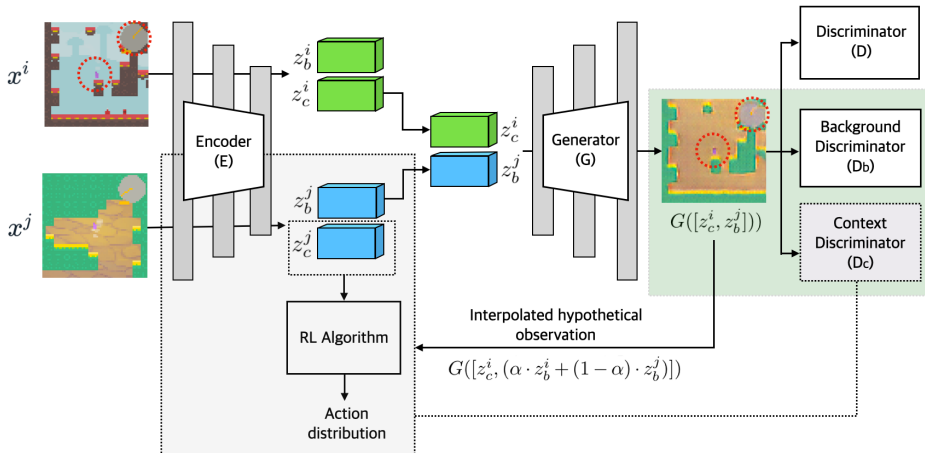 x^i
z_b^i
z_c^i
Encoder
(E)
x^j
z_b^j
z_c^j
z_c^i
z_b^j
Generator
(G)
G([z_c^i, z_b^j]))
Discriminator
(D)
Background
Discriminator
(Db)
Context
Discriminator
(Dc)
RL Algorithm
Action
distribution
Interpolated hypothetical
observation
G([z_c^i, (α · z_b^i + (1 − α) · z_b^j)])